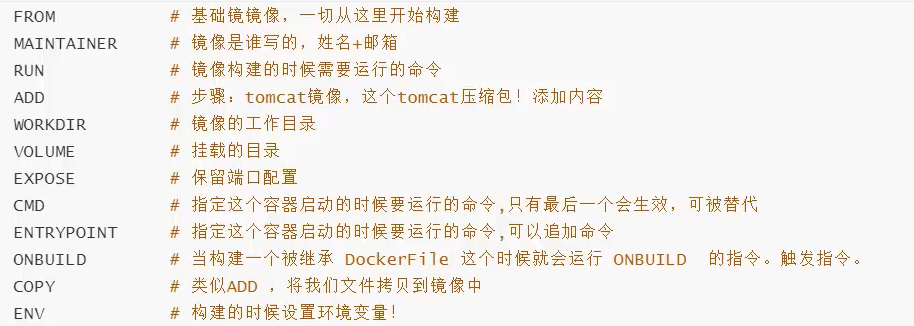 FROM # 基础镜镜像，一切从这里开始构建
MAINTAINER # 镜像是谁写的，姓名+邮箱
RUN # 镜像构建的时候需要运行的命令
ADD # 步骤：tomcat镜像，这个tomcat压缩包！添加内容
WORKDIR # 镜像的工作目录
VOLUME # 挂载的目录
EXPOSE # 保留端口配置
CMD # 指定这个容器启动的时候要运行的命令,只有最后一个会生效，可被替代
ENTRYPOINT # 指定这个容器启动的时候要运行的命令,可以追加命令
ONBUILD # 当构建一个被继承 DockerFile 这个时候就会运行 ONBUILD 的指令。触发指令。
COPY # 类似ADD ，将我们文件拷贝到镜像中
ENV # 构建的时候设置环境变量！